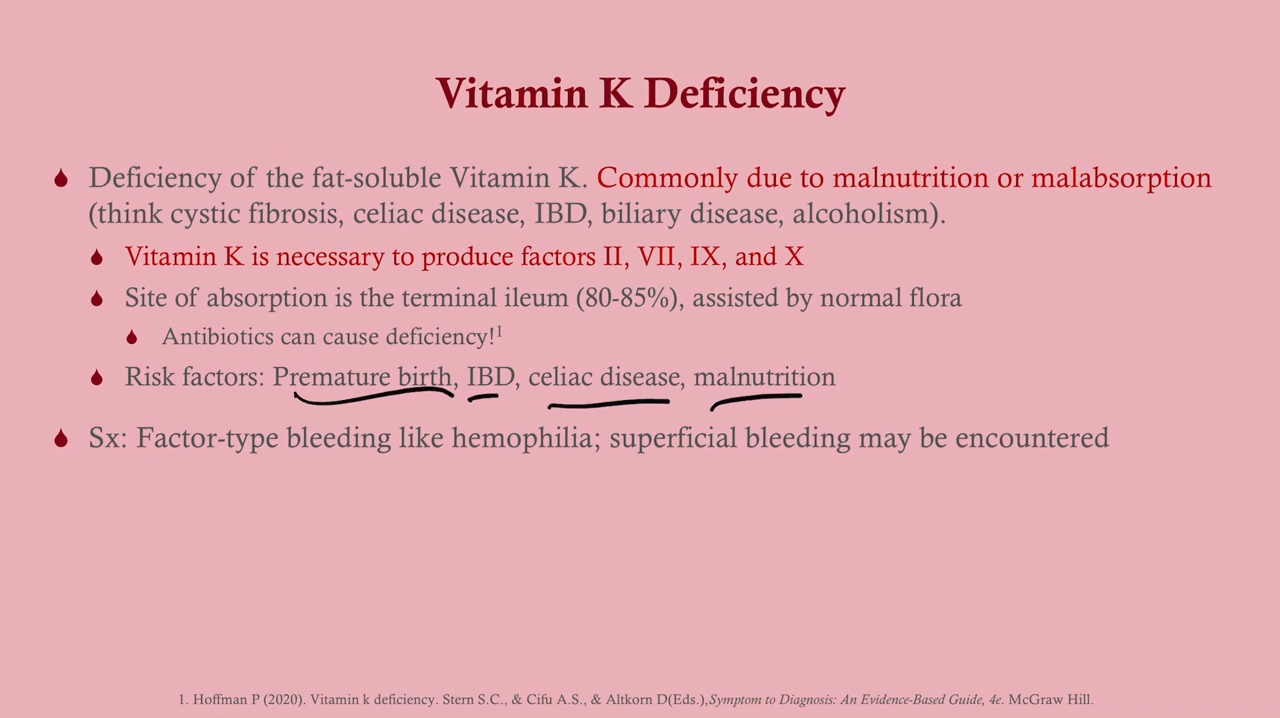 Vitamin K Deficiency
Deficiency of the fat-soluble Vitamin K. Commonly due to malnutrition or malabsorption
(think cystic fibrosis, celiac disease, IBD, biliary disease, alcoholism).
Vitamin K is necessary to produce factors II, VII, IX, and X
Site of absorption is the terminal ileum (80-85%), assisted by normal flora
Antibiotics can cause deficiency!¹
Risk factors: Premature birth, IBD, celiac disease, malnutrition
Sx: Factor-type bleeding like hemophilia; superficial bleeding may be encountered
1. Hoffman P (2020). Vitamin k deficiency. Stern S.C., & Cifu A.S., & Altkorn D(Eds.),Symptom to Diagnosis: An Evidence-Based Guide, 4e. McGraw Hill.